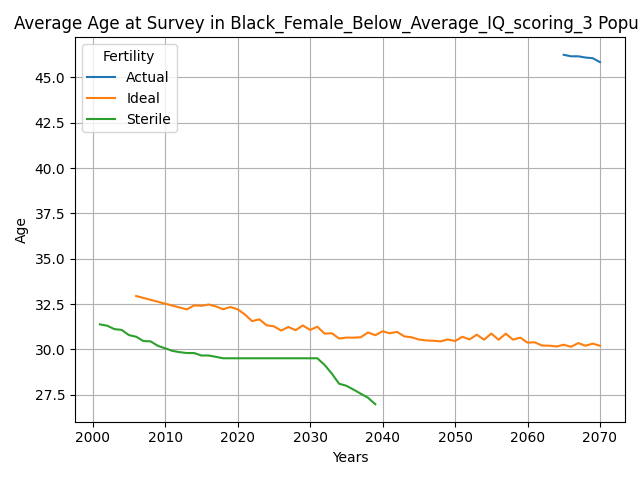 Average Age at Survey in Black_Female_Below_Average_IQ_scoring_3 Popu
Fertility
Actual
Ideal
Sterile
45.0
42.5
40.0
37.5
35.0
32.5
30.0
27.5
Age
2000 2010 2020 2030 2040 2050 2060 2070
Years